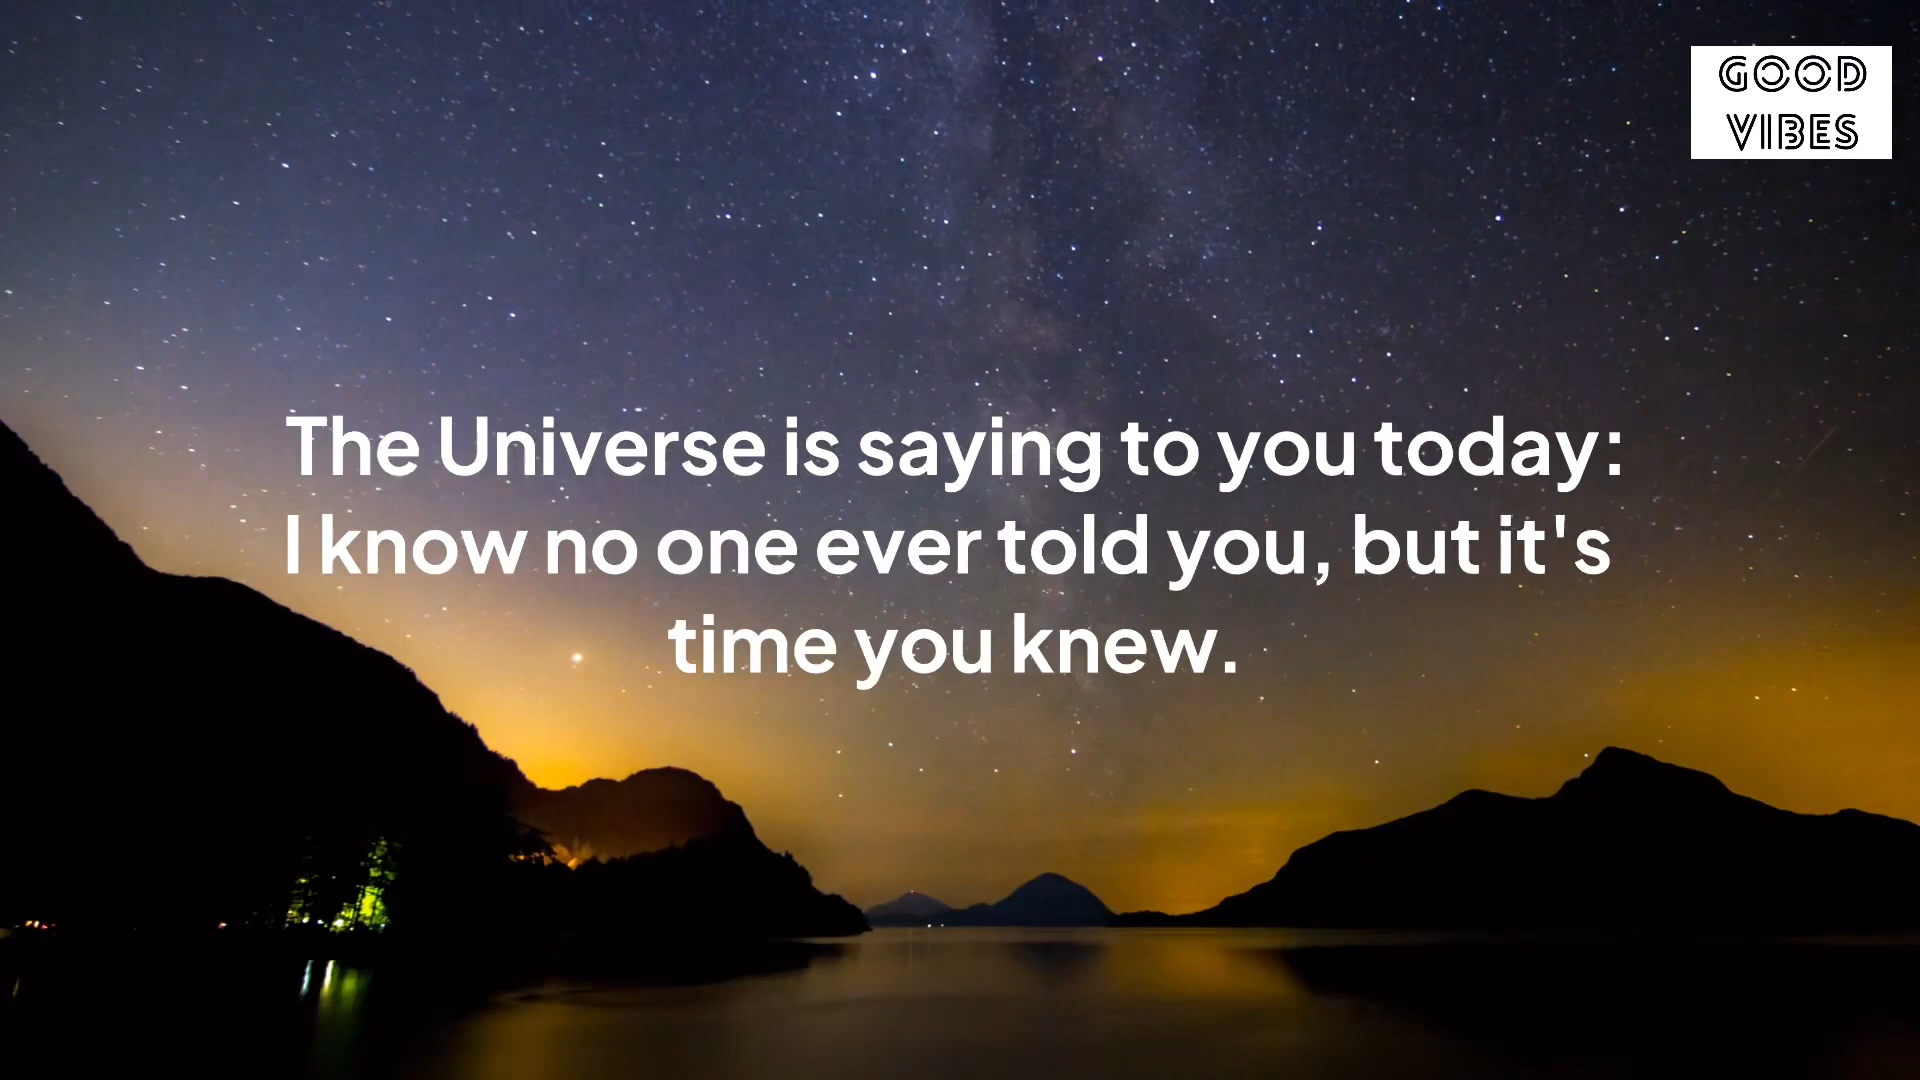 GOOD
VIBES
The Universe is saying to you today:
I know no one ever told you, but it's
time you knew.